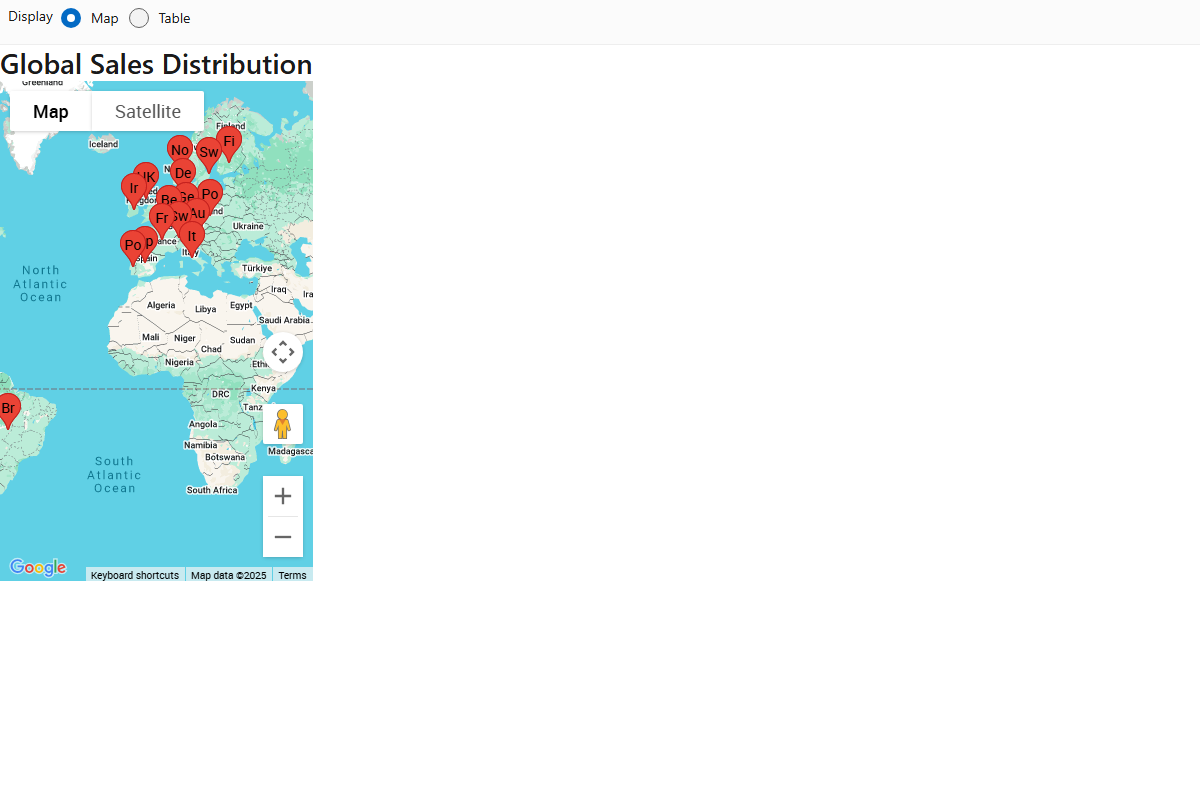 Display Map Table
Global Sales Distribution
Greenland
Map Satellite
Finland
Iceland
Fi
No
Sw
De
UK
Ir
Po
Be
Ge
Fr
Sw
Au
It
Italy
Ukraine
Po
Spain
Türkiye
North
Atlantic
Ocean
Iraq
Algeria
Libya
Egypt
Saudi Arabia
Mali
Niger
Chad
Sudan
Nigeria
Kenya
DRC
Br
Angola
Namibia
Botswana
South
Atlantic
Ocean
South Africa
Google
Keyboard shortcuts Map data ©2025 Terms